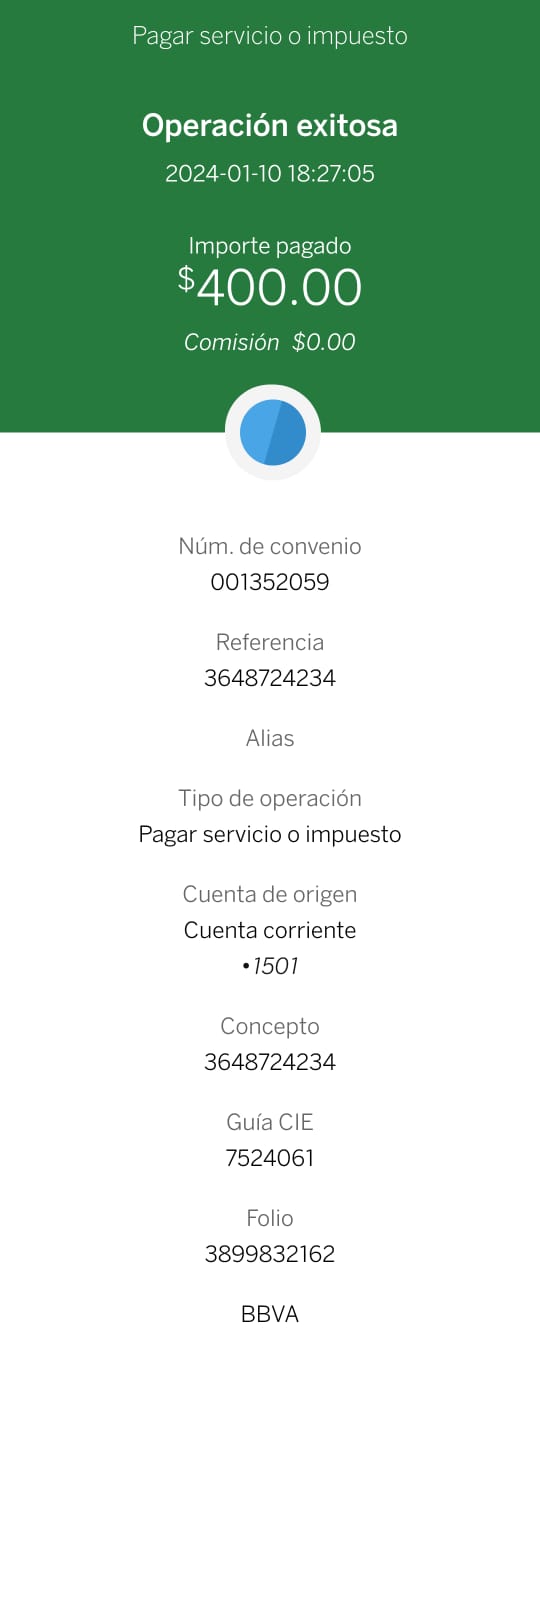 Pagar servicio o impuesto
Operación exitosa
2024-01-10 18:27:05
Importe pagado
$400.00
Comisión $0.00
Núm. de convenio
001352059
Referencia
3648724234
Alias
Tipo de operación
Pagar servicio o impuesto
Cuenta de origen
Cuenta corriente
•1501
Concepto
3648724234
Guía CIE
7524061
Folio
3899832162
BBVA